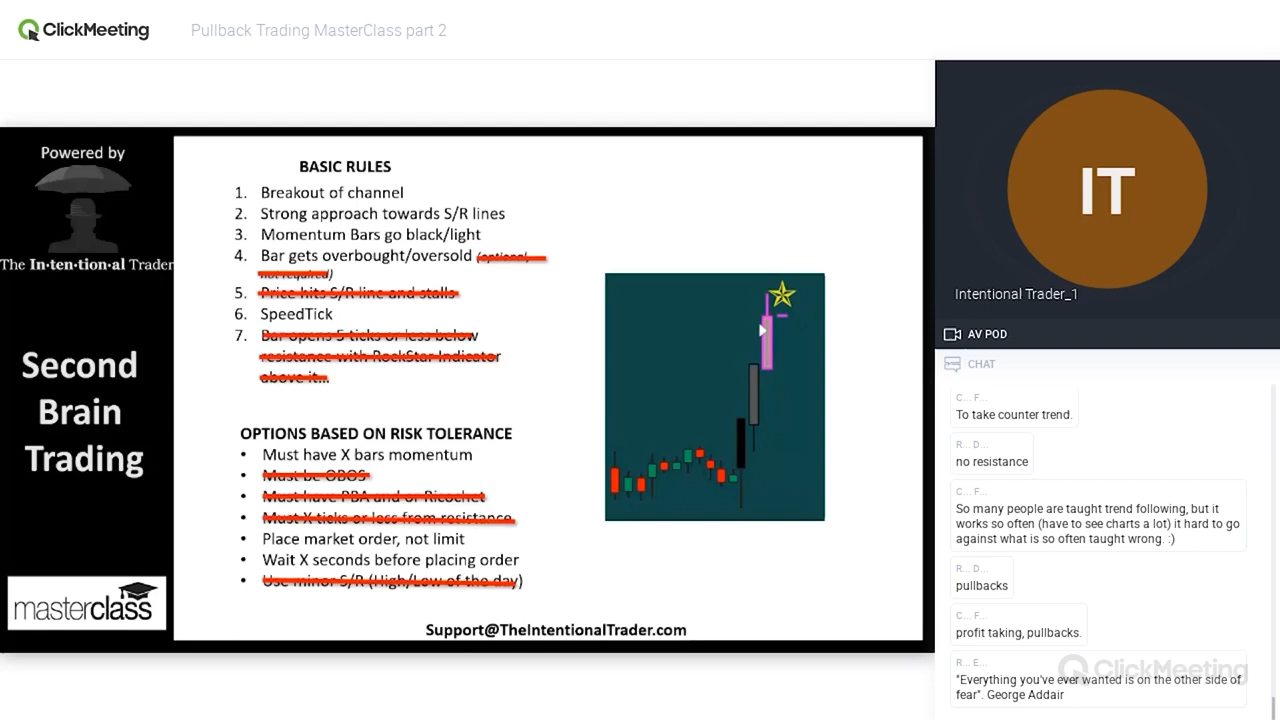 ClickMeeting
Pullback Trading MasterClass part 2
Powered by
The In·ten·tion·al Trader
Second
Brain
Trading
masterclass
BASIC RULES
1. Breakout of channel
2. Strong approach towards S/R lines
3. Momentum Bars go black/light
4. Bar gets overbought/oversold (optional,
not required)
5. Price hits S/R line and stalls
6. SpeedTick
7. Bar opens 5 ticks or less below
resistance with RockStar Indicator
above it...
OPTIONS BASED ON RISK TOLERANCE
• Must have X bars momentum
• Must be OBOS
• Must have PBA and or Ricochet
• Must X ticks or less from resistance
• Place market order, not limit
• Wait X seconds before placing order
• Use minor S/R (High/Low of the day)
Support@TheIntentionalTrader.com
IT
Intentional Trader_1
AV POD
CHAT
C... F...
To take counter trend.
R... D...
no resistance
C... F...
So many people are taught trend following, but it
works so often (have to see charts a lot) it hard to go
against what is so often taught wrong. :)
R... D...
pullbacks
C... F...
profit taking, pullbacks.
R... E...
"Everything you've ever wanted is on the other side of
fear". George Addair
ClickMeeting